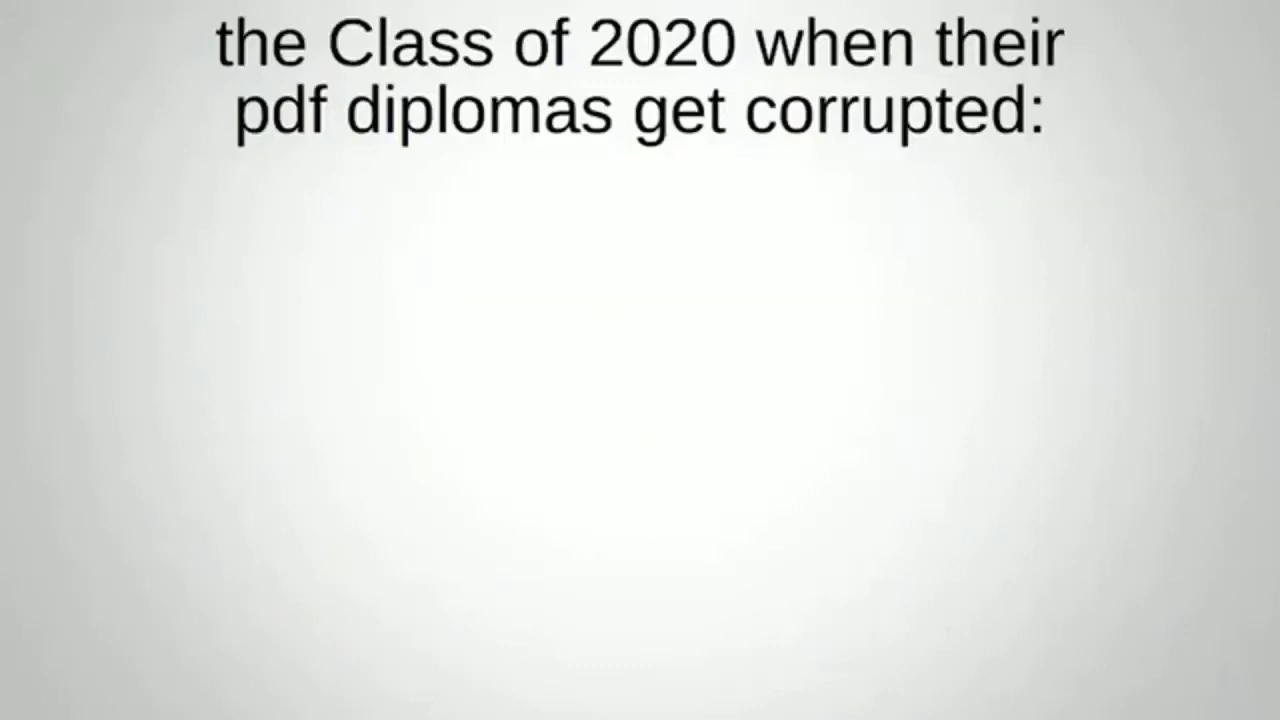 the Class of 2020 when their
pdf diplomas get corrupted: